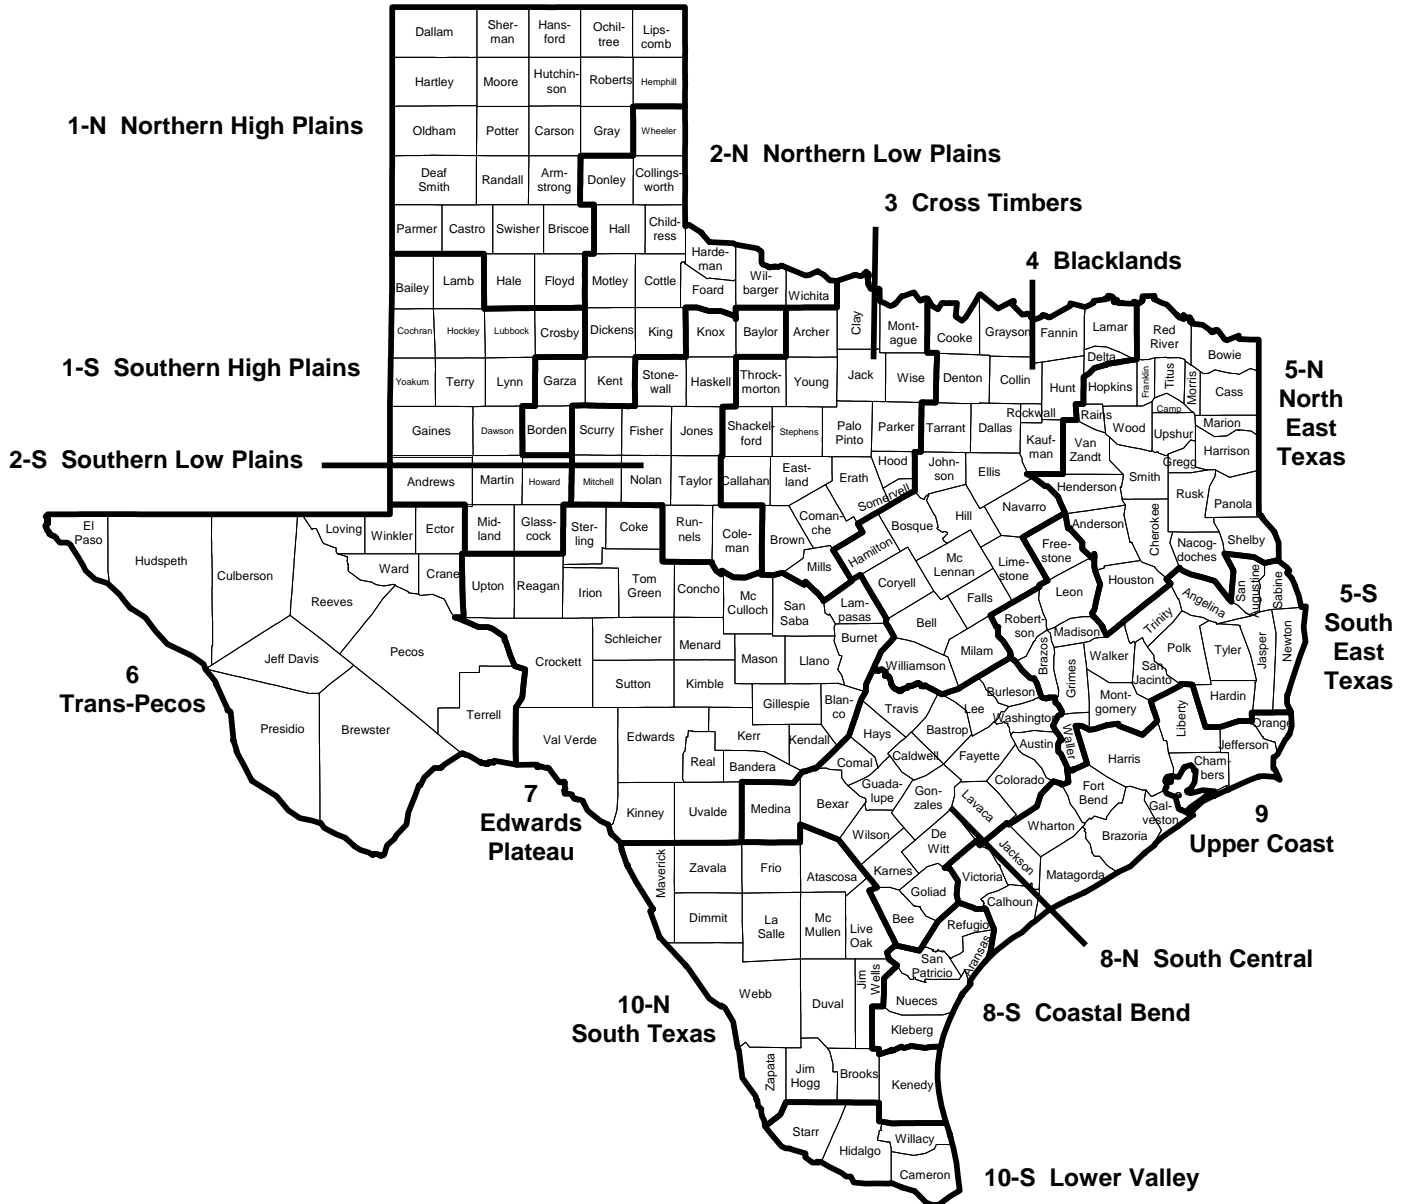 Dallam
Sher-
man
Hans-
ford
Ochil-
tree
Lips-
comb
Hartley
Moore
Hutchin-
son
Roberts
Hemphill
1-N Northern High Plains
Oldham
Potter
Carson
Gray
Wheeler
2-N Northern Low Plains
Deaf
Smith
Randall
Arm-
strong
Donley
Collings-
worth
3 Cross Timbers
Parmer
Castro
Swisher
Briscoe
Hall
Child-
ress
4 Blacklands
Bailey
Lamb
Hale
Floyd
Motley
Cottle
Harde-
man
Foard
Wil-
barger
Wichita
Cochran
Hockley
Lubbock
Crosby
Dickens
King
Knox
Baylor
Archer
Clay
Mont-
ague
Cooke
Grayson
Fannin
Lamar
Red
River
Bowie
1-S Southern High Plains
Yoakum
Terry
Lynn
Garza
Kent
Stone-
wall
Haskell
Throck-
morton
Young
Jack
Wise
Denton
Collin
Hunt
Delta
Hopkins
Franklin
Titus
Morris
Cass
5-N
North
East
Texas
Gaines
Dawson
Borden
Scurry
Fisher
Jones
Shackel-
ford
Stephens
Palo
Pinto
Parker
Tarrant
Dallas
Rockwall
Kauf-
man
Rains
Wood
Camp
Upshur
Marion
Harrison
Van
Zandt
Gregg
2-S Southern Low Plains
Andrews
Martin
Howard
Mitchell
Nolan
Taylor
Callahan
East-
land
Erath
Hood
Somervell
John-
son
Ellis
Navarro
Henderson
Smith
Rusk
Panola
El
Paso
Hudspeth
Culberson
Loving
Winkler
Ector
Mid-
land
Glass-
cock
Ster-
ling
Coke
Run-
nels
Cole-
man
Brown
Coman-
che
Mills
Hamilton
Bosque
Hill
Free-
stone
Anderson
Cherokee
Nacog-
doches
Shelby
Reeves
Ward
Crane
Upton
Reagan
Irion
Tom
Green
Concho
Mc
Culloch
San
Saba
Lam-
pasas
Coryell
Mc
Lennan
Lime-
stone
Falls
Leon
Houston
San
Augustine
Sabine
5-S
South
East
Texas
Jeff Davis
Pecos
Crockett
Schleicher
Menard
Mason
Llano
Burnet
Bell
Milam
Robert-
son
Brazos
Madison
Grimes
Walker
Trinity
Angelina
Polk
Tyler
Jasper
Newton
6
Trans-Pecos
Presidio
Brewster
Terrell
Sutton
Kimble
Gillespie
Blan-
co
Williamson
Travis
Burleson
Lee
Washington
Mont-
gomery
San
Jacinto
Hardin
Liberty
Orange
Val Verde
Edwards
Kerr
Real
Bandera
Kendall
Hays
Comal
Caldwell
Bastrop
Fayette
Austin
Waller
Harris
Jefferson
Cham-
bers
7
Edwards
Plateau
Kinney
Uvalde
Medina
Bexar
Guada-
lupe
Gon-
zales
Lavaca
Colorado
Fort
Bend
Gal-
veston
Brazoria
Wharton
9
Upper Coast
Maverick
Zavala
Frio
Atascosa
Wilson
Karnes
De
Witt
Jackson
Matagorda
Victoria
Calhoun
Goliad
Dimmit
La
Salle
Mc
Mullen
Live
Oak
Bee
Refugio
Aransas
San
Patricio
8-N South Central
10-N
South Texas
Webb
Duval
Jim
Wells
Nueces
Kleberg
8-S Coastal Bend
Zapata
Jim
Hogg
Brooks
Kenedy
Starr
Hidalgo
Willacy
Cameron
10-S Lower Valley